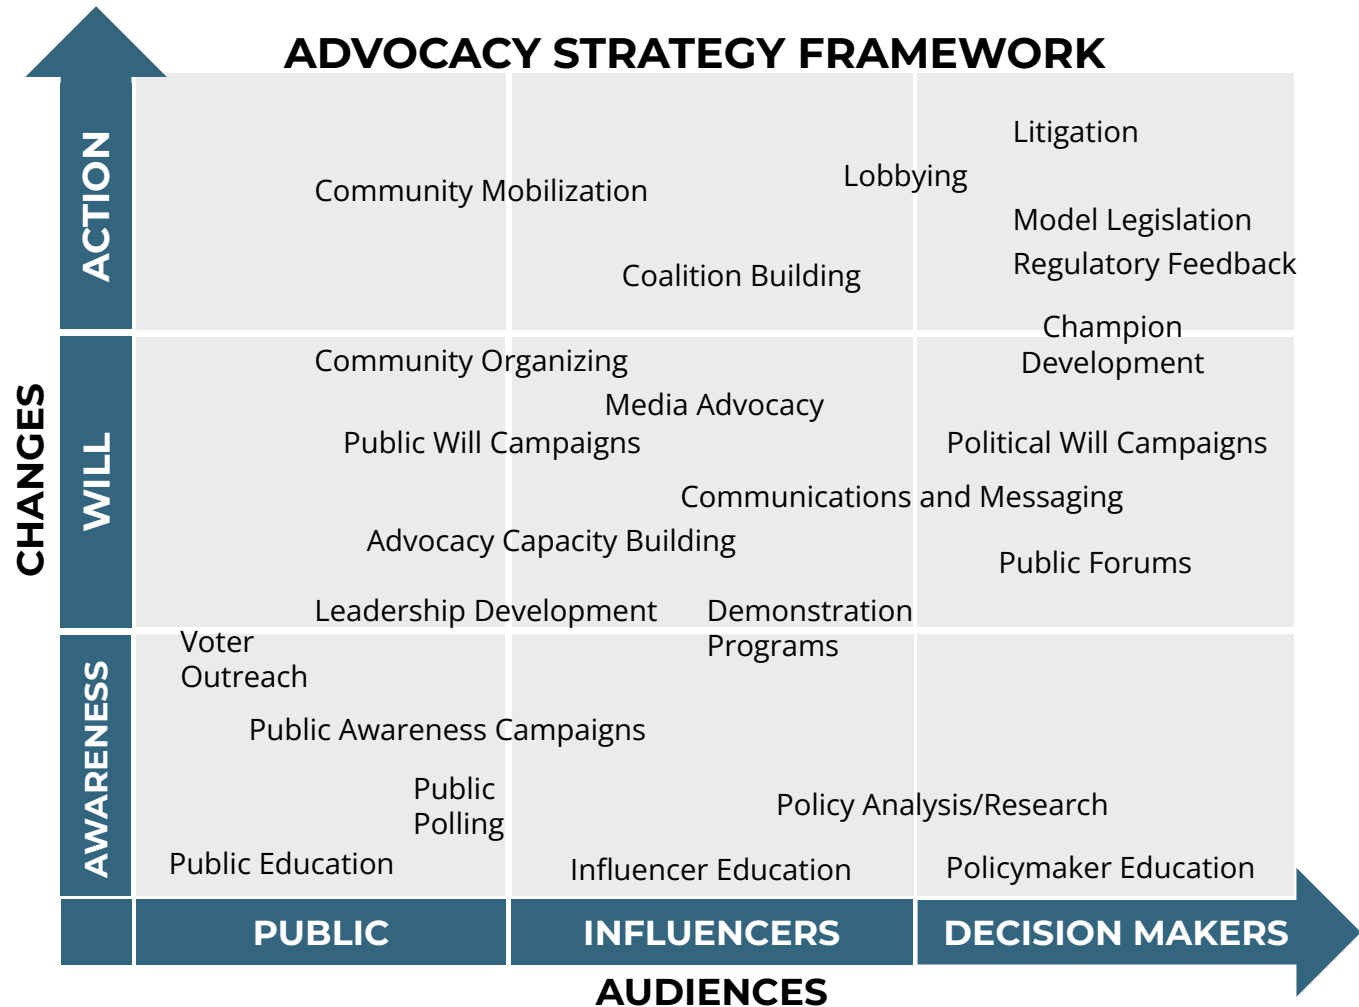 ADVOCACY STRATEGY FRAMEWORK
CHANGES
ACTION
Litigation
Lobbying
Community Mobilization
Model Legislation
Regulatory Feedback
Coalition Building
Champion
Development
WILL
Community Organizing
Media Advocacy
Public Will Campaigns
Political Will Campaigns
Communications and Messaging
Advocacy Capacity Building
Public Forums
Leadership Development
Demonstration
Programs
AWARENESS
Voter
Outreach
Public Awareness Campaigns
Public
Polling
Policy Analysis/Research
Public Education
Influencer Education
Policymaker Education
PUBLIC
INFLUENCERS
DECISION MAKERS
AUDIENCES